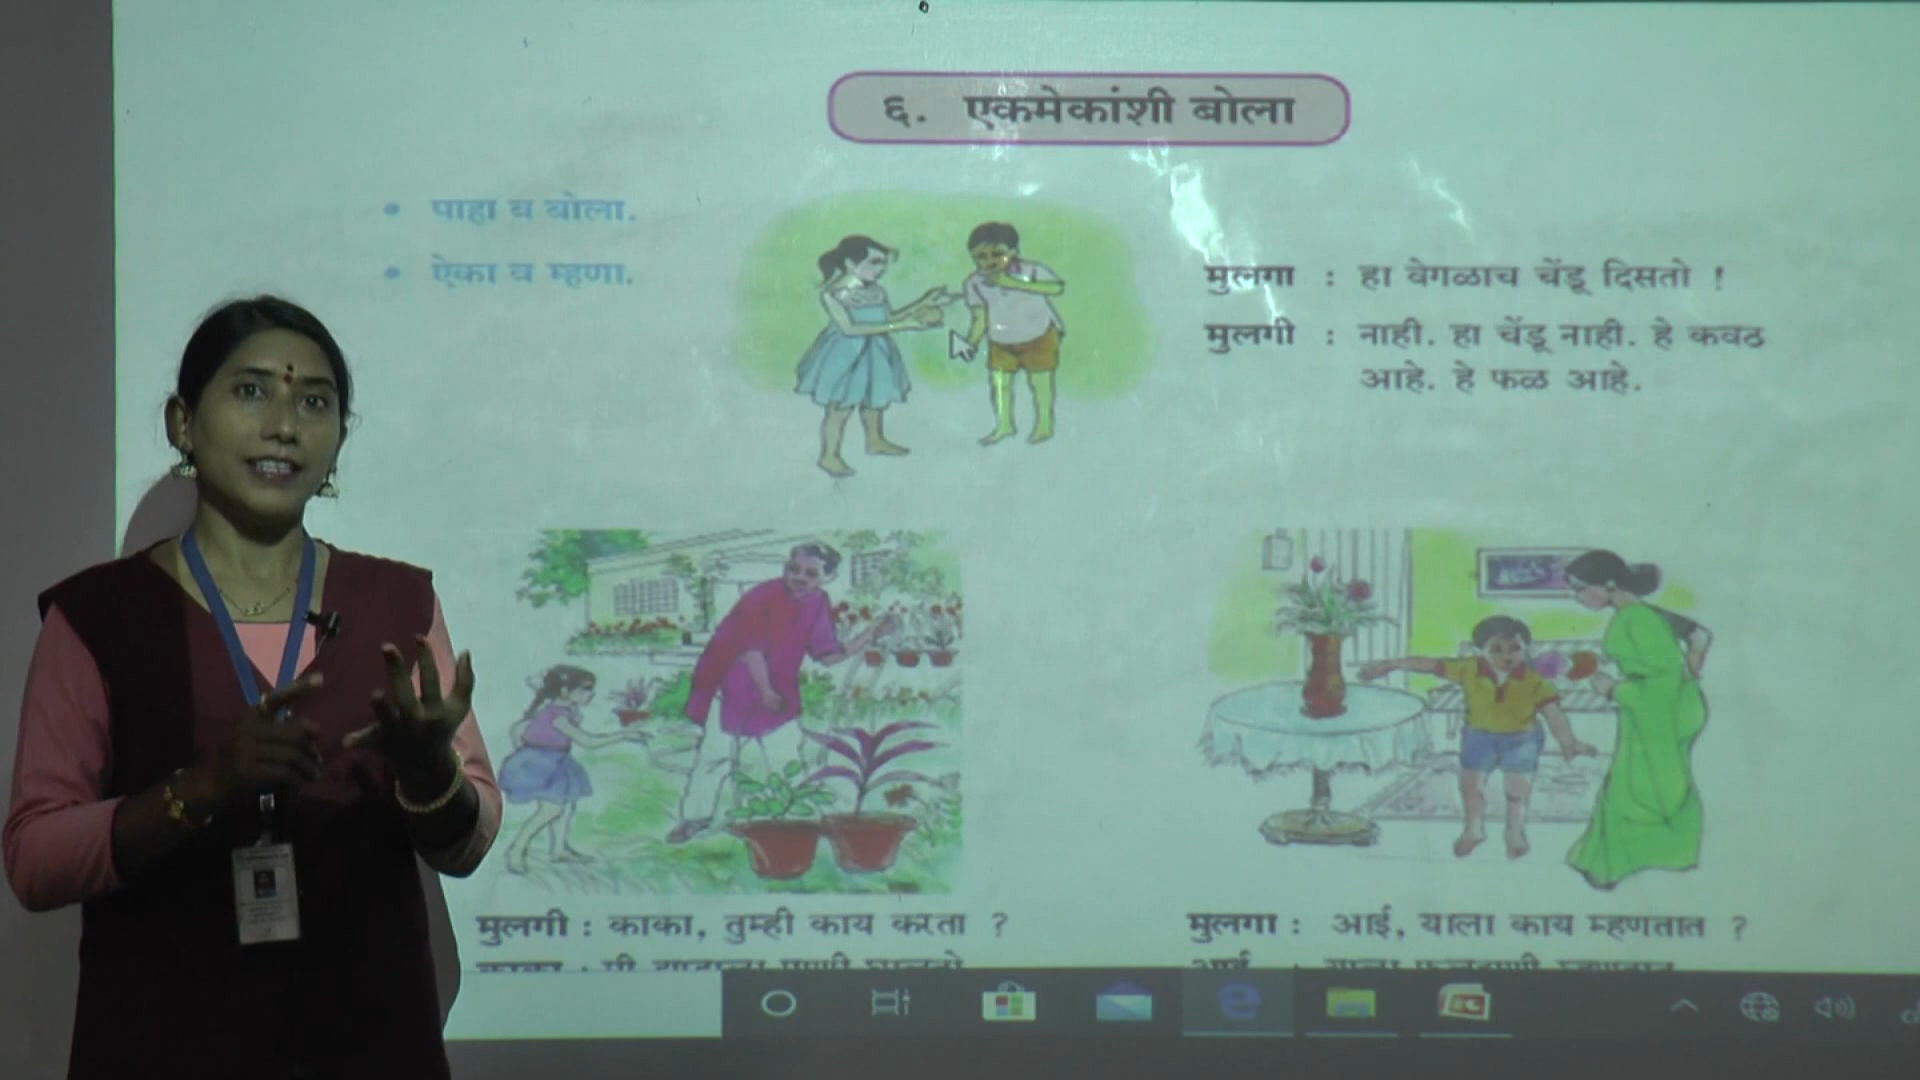 ६. एकमेकांशी बोला
• पाहा व बोला.
• ऐका व म्हणा.
मुलगा : हा वेगळाच चेंडू दिसतो !
मुलगी : नाही. हा चेंडू नाही. हे कवठ
आहे. हे फळ आहे.
मुलगी : काका, तुम्ही काय करता ?
मुलगा : आई, याला काय म्हणतात ?